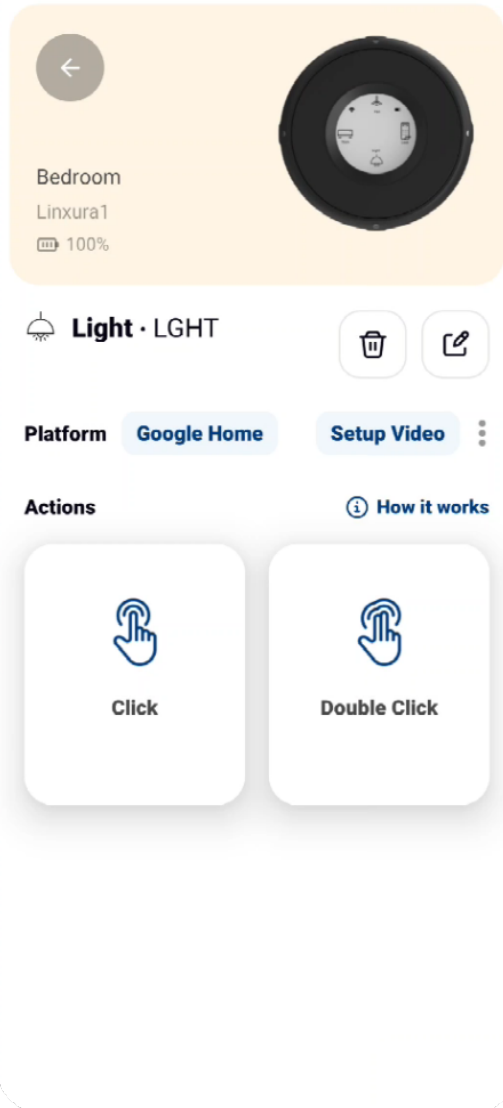 Bedroom
Linxura1
100%
Light · LGHT
Platform Google Home Setup Video
Actions How it works
Click Double Click